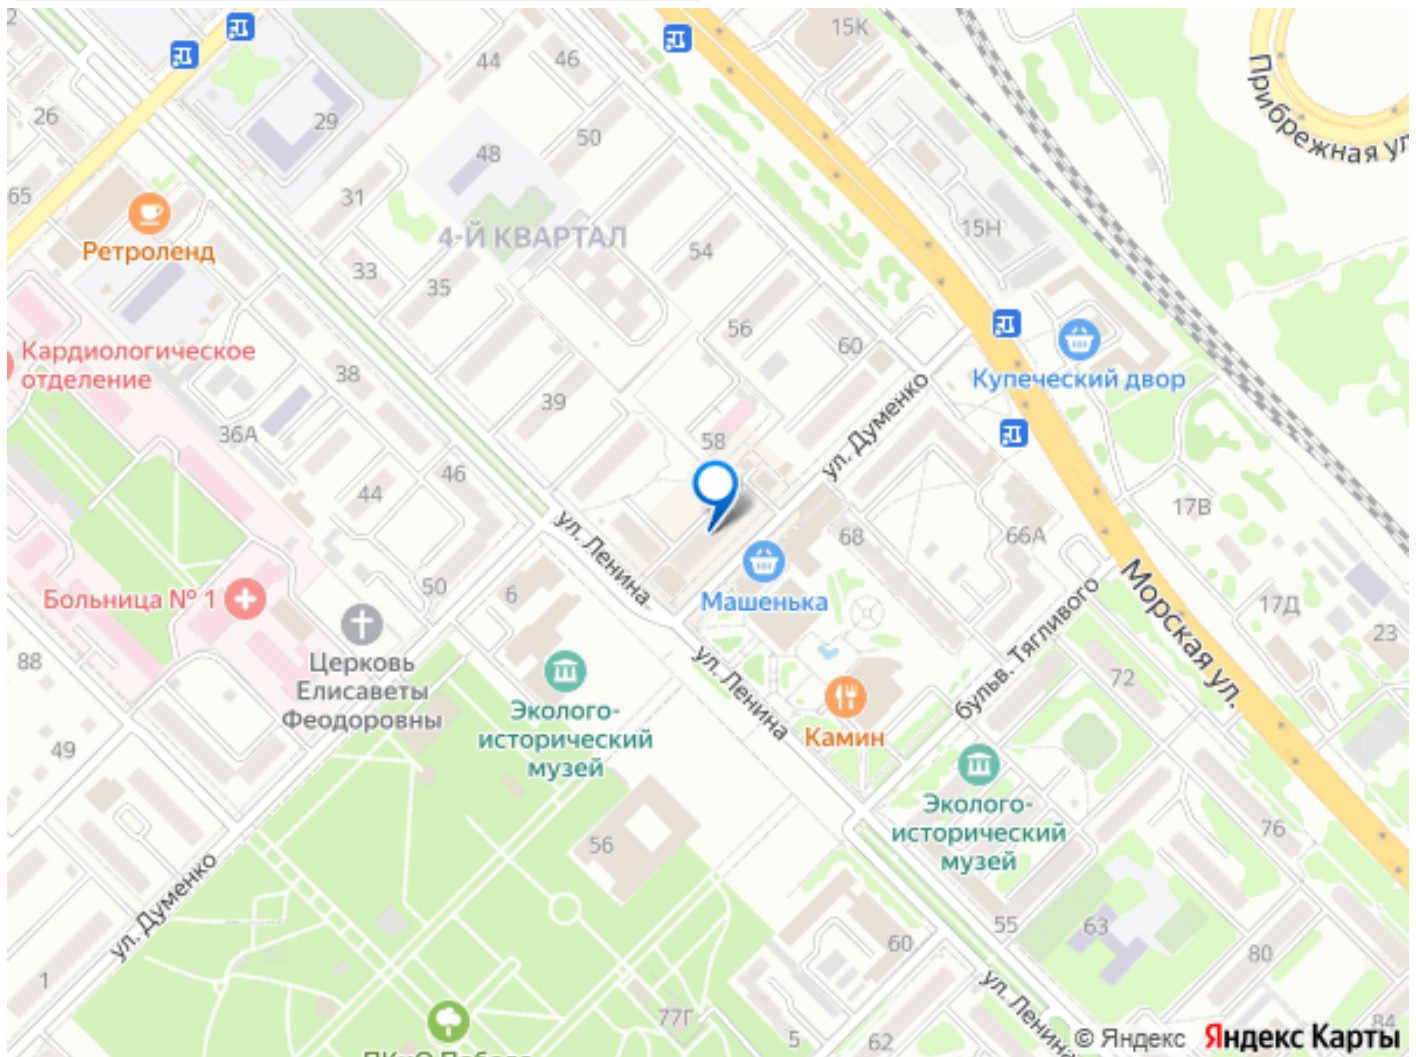 2
15К
44
46
Прибрежная ул
26
29
50
48
31
65
15Н
4-Й КВАРТАЛ
Ретроленд
54
33
35
56
60
Кардиологическое
отделение
38
Купеческий двор
39
ул. Думенко
36А
58
46
44
17В
ул. Ленина
68
66А
50
6
Больница № 1
Машенька
Морская ул.
17Д
23
Церковь
Елисаветы
Феодоровны
88
ул. Ленина
бульв. Тягливого
72
Эколого-
исторический
музей
Камин
49
Эколого-
исторический
музей
76
56
ул. Думенко
55
63
60
80
1
ул. Ленина
77Г
5
62
84
© Яндекс
Яндекс Карты